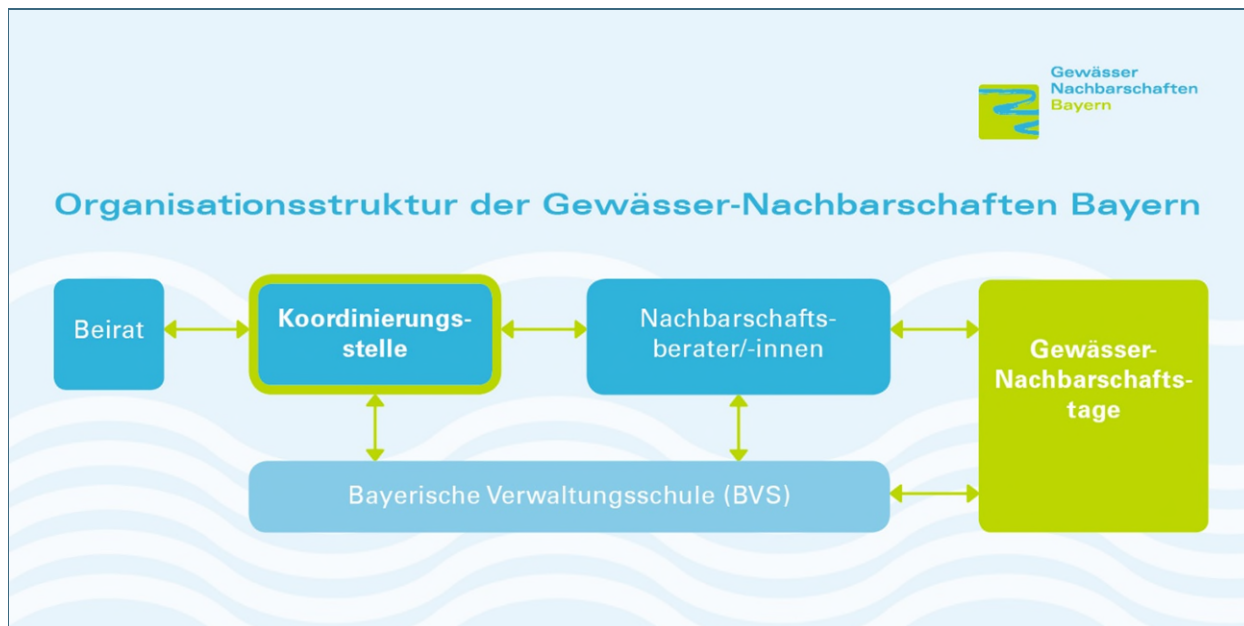 Gewässer
Nachbarschaften
Bayern
Organisationsstruktur der Gewässer-Nachbarschaften Bayern
Beirat
Koordinierungs-
stelle
Nachbarschafts-
berater/-innen
Gewässer-
Nachbarschafts-
tage
Bayerische Verwaltungsschule (BVS)